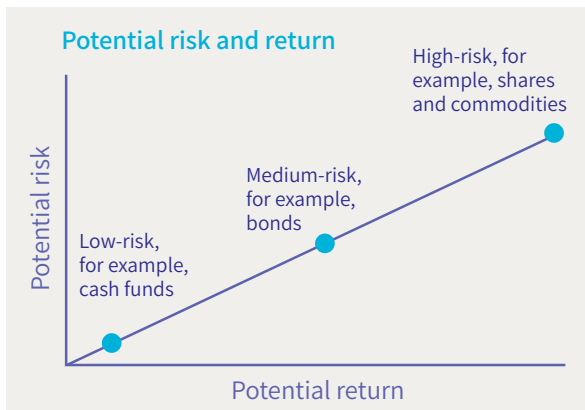 Potential risk and return
High-risk, for
example, shares
and commodities
Medium-risk,
for example,
bonds
Low-risk,
for example,
cash funds
Potential risk
Potential return